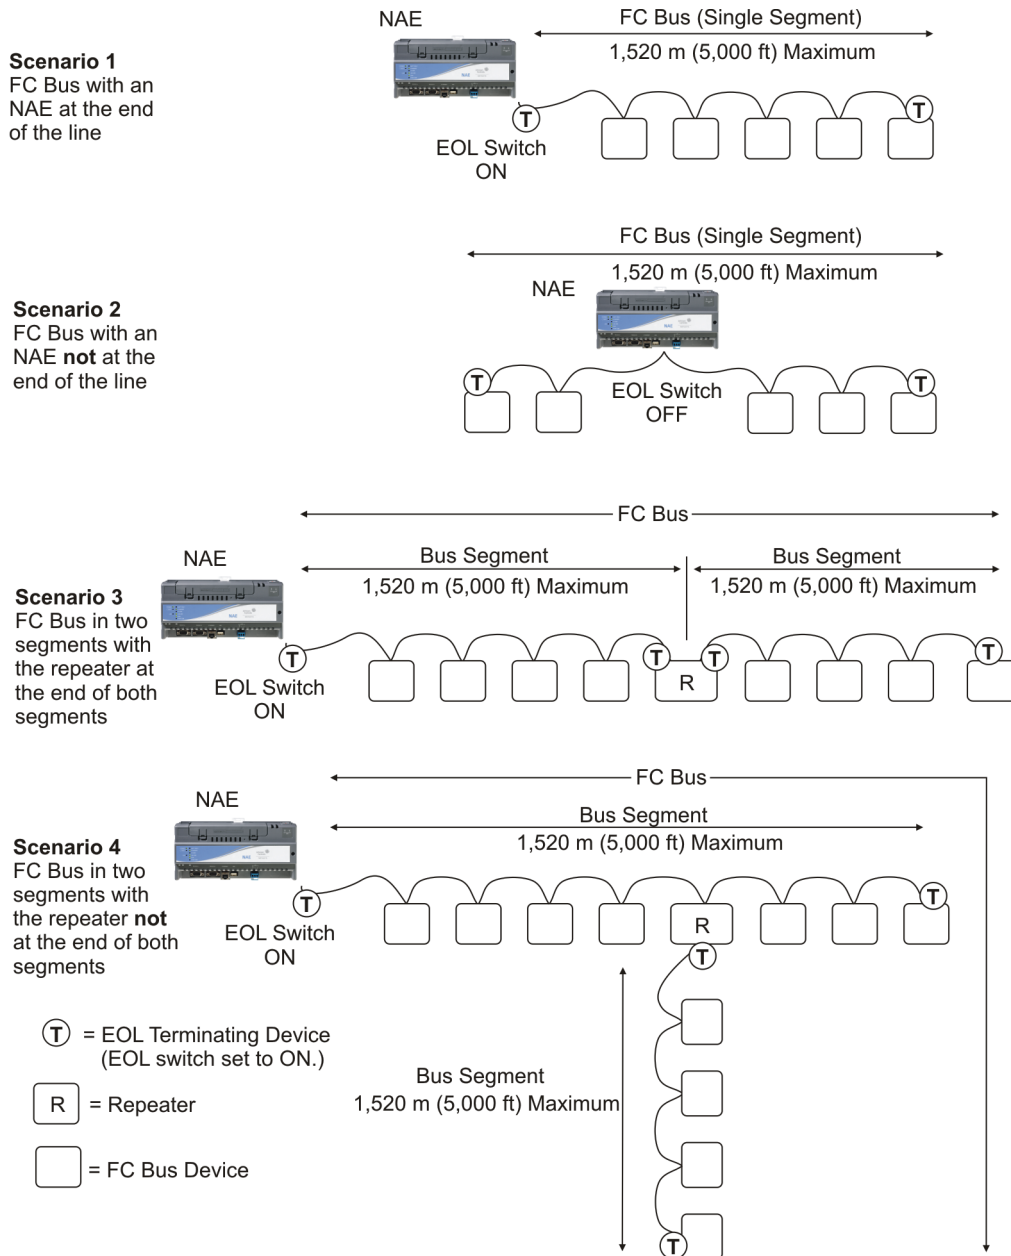 NAE
FC Bus (Single Segment)
1,520 m (5,000 ft) Maximum
Scenario 1
FC Bus with an
NAE at the end
of the line
NAE
T
T
EOL Switch
ON
FC Bus (Single Segment)
1,520 m (5,000 ft) Maximum
NAE
Scenario 2
FC Bus with an
NAE not at the
end of the line
NAE
T
T
EOL Switch
OFF
FC Bus
NAE
Bus Segment
1,520 m (5,000 ft) Maximum
Bus Segment
1,520 m (5,000 ft) Maximum
Scenario 3
FC Bus in two
segments with
the repeater at
the end of both
segments
NAE
T
T
T
T
R
EOL Switch
ON
FC Bus
NAE
Bus Segment
1,520 m (5,000 ft) Maximum
Scenario 4
FC Bus in two
segments with
the repeater not
at the end of both
segments
NAE
T
T
R
EOL Switch
ON
T
Bus Segment
1,520 m (5,000 ft) Maximum
T
T = EOL Terminating Device
(EOL switch set to ON.)
R = Repeater
= FC Bus Device